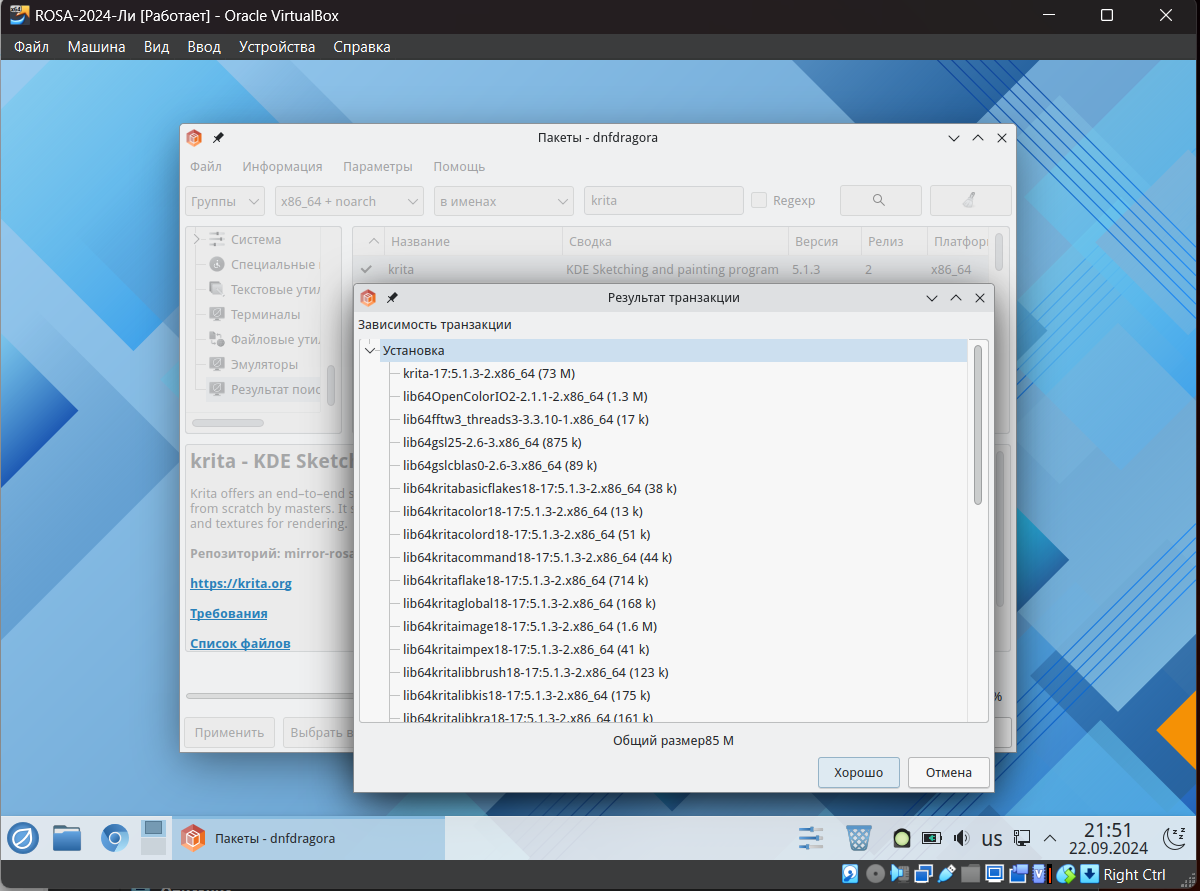 ROSA-2024-Ли [Работает] - Oracle VirtualBox
Файл Машина Вид Ввод Устройства Справка
Пакеты - dnfdragora
Файл Информация Параметры Помощь
Группы x86_64 + noarch в именах krita Regexp
Система
Специальные
Текстовые утил
Терминалы
Файловые ути
Эмуляторы
Результат поис
Название Сводка Версия Релиз Платфор
krita KDE Sketching and painting program 5.1.3 2 x86_64
krita - KDE Sketch
Krita offers an end–to–end s
from scratch by masters. It s
and textures for rendering.
Репозиторий: mirror-rosa
https://krita.org
Требования
Список файлов
%
Применить Выбрать в
Результат транзакции
Зависимость транзакции
Установка
krita-17:5.1.3-2.x86_64 (73 M)
lib64OpenColorIO2-2.1.1-2.x86_64 (1.3 M)
lib64fftw3_threads3-3.3.10-1.x86_64 (17 k)
lib64gsl25-2.6-3.x86_64 (875 k)
lib64gslcblas0-2.6-3.x86_64 (89 k)
lib64kritabasicflakes18-17:5.1.3-2.x86_64 (38 k)
lib64kritacolor18-17:5.1.3-2.x86_64 (13 k)
lib64kritacolord18-17:5.1.3-2.x86_64 (51 k)
lib64kritacommand18-17:5.1.3-2.x86_64 (44 k)
lib64kritaflake18-17:5.1.3-2.x86_64 (714 k)
lib64kritaglobal18-17:5.1.3-2.x86_64 (168 k)
lib64kritaimage18-17:5.1.3-2.x86_64 (1.6 M)
lib64kritaimpex18-17:5.1.3-2.x86_64 (41 k)
lib64kritalibbrush18-17:5.1.3-2.x86_64 (123 k)
lib64kritalibkis18-17:5.1.3-2.x86_64 (175 k)
lib64kritalibkra18-17:5.1.3-2.x86_64 (161 k)
Общий размер85 M
Хорошо Отмена
Пакеты - dnfdragora
us
21:51
22.09.2024
Right Ctrl